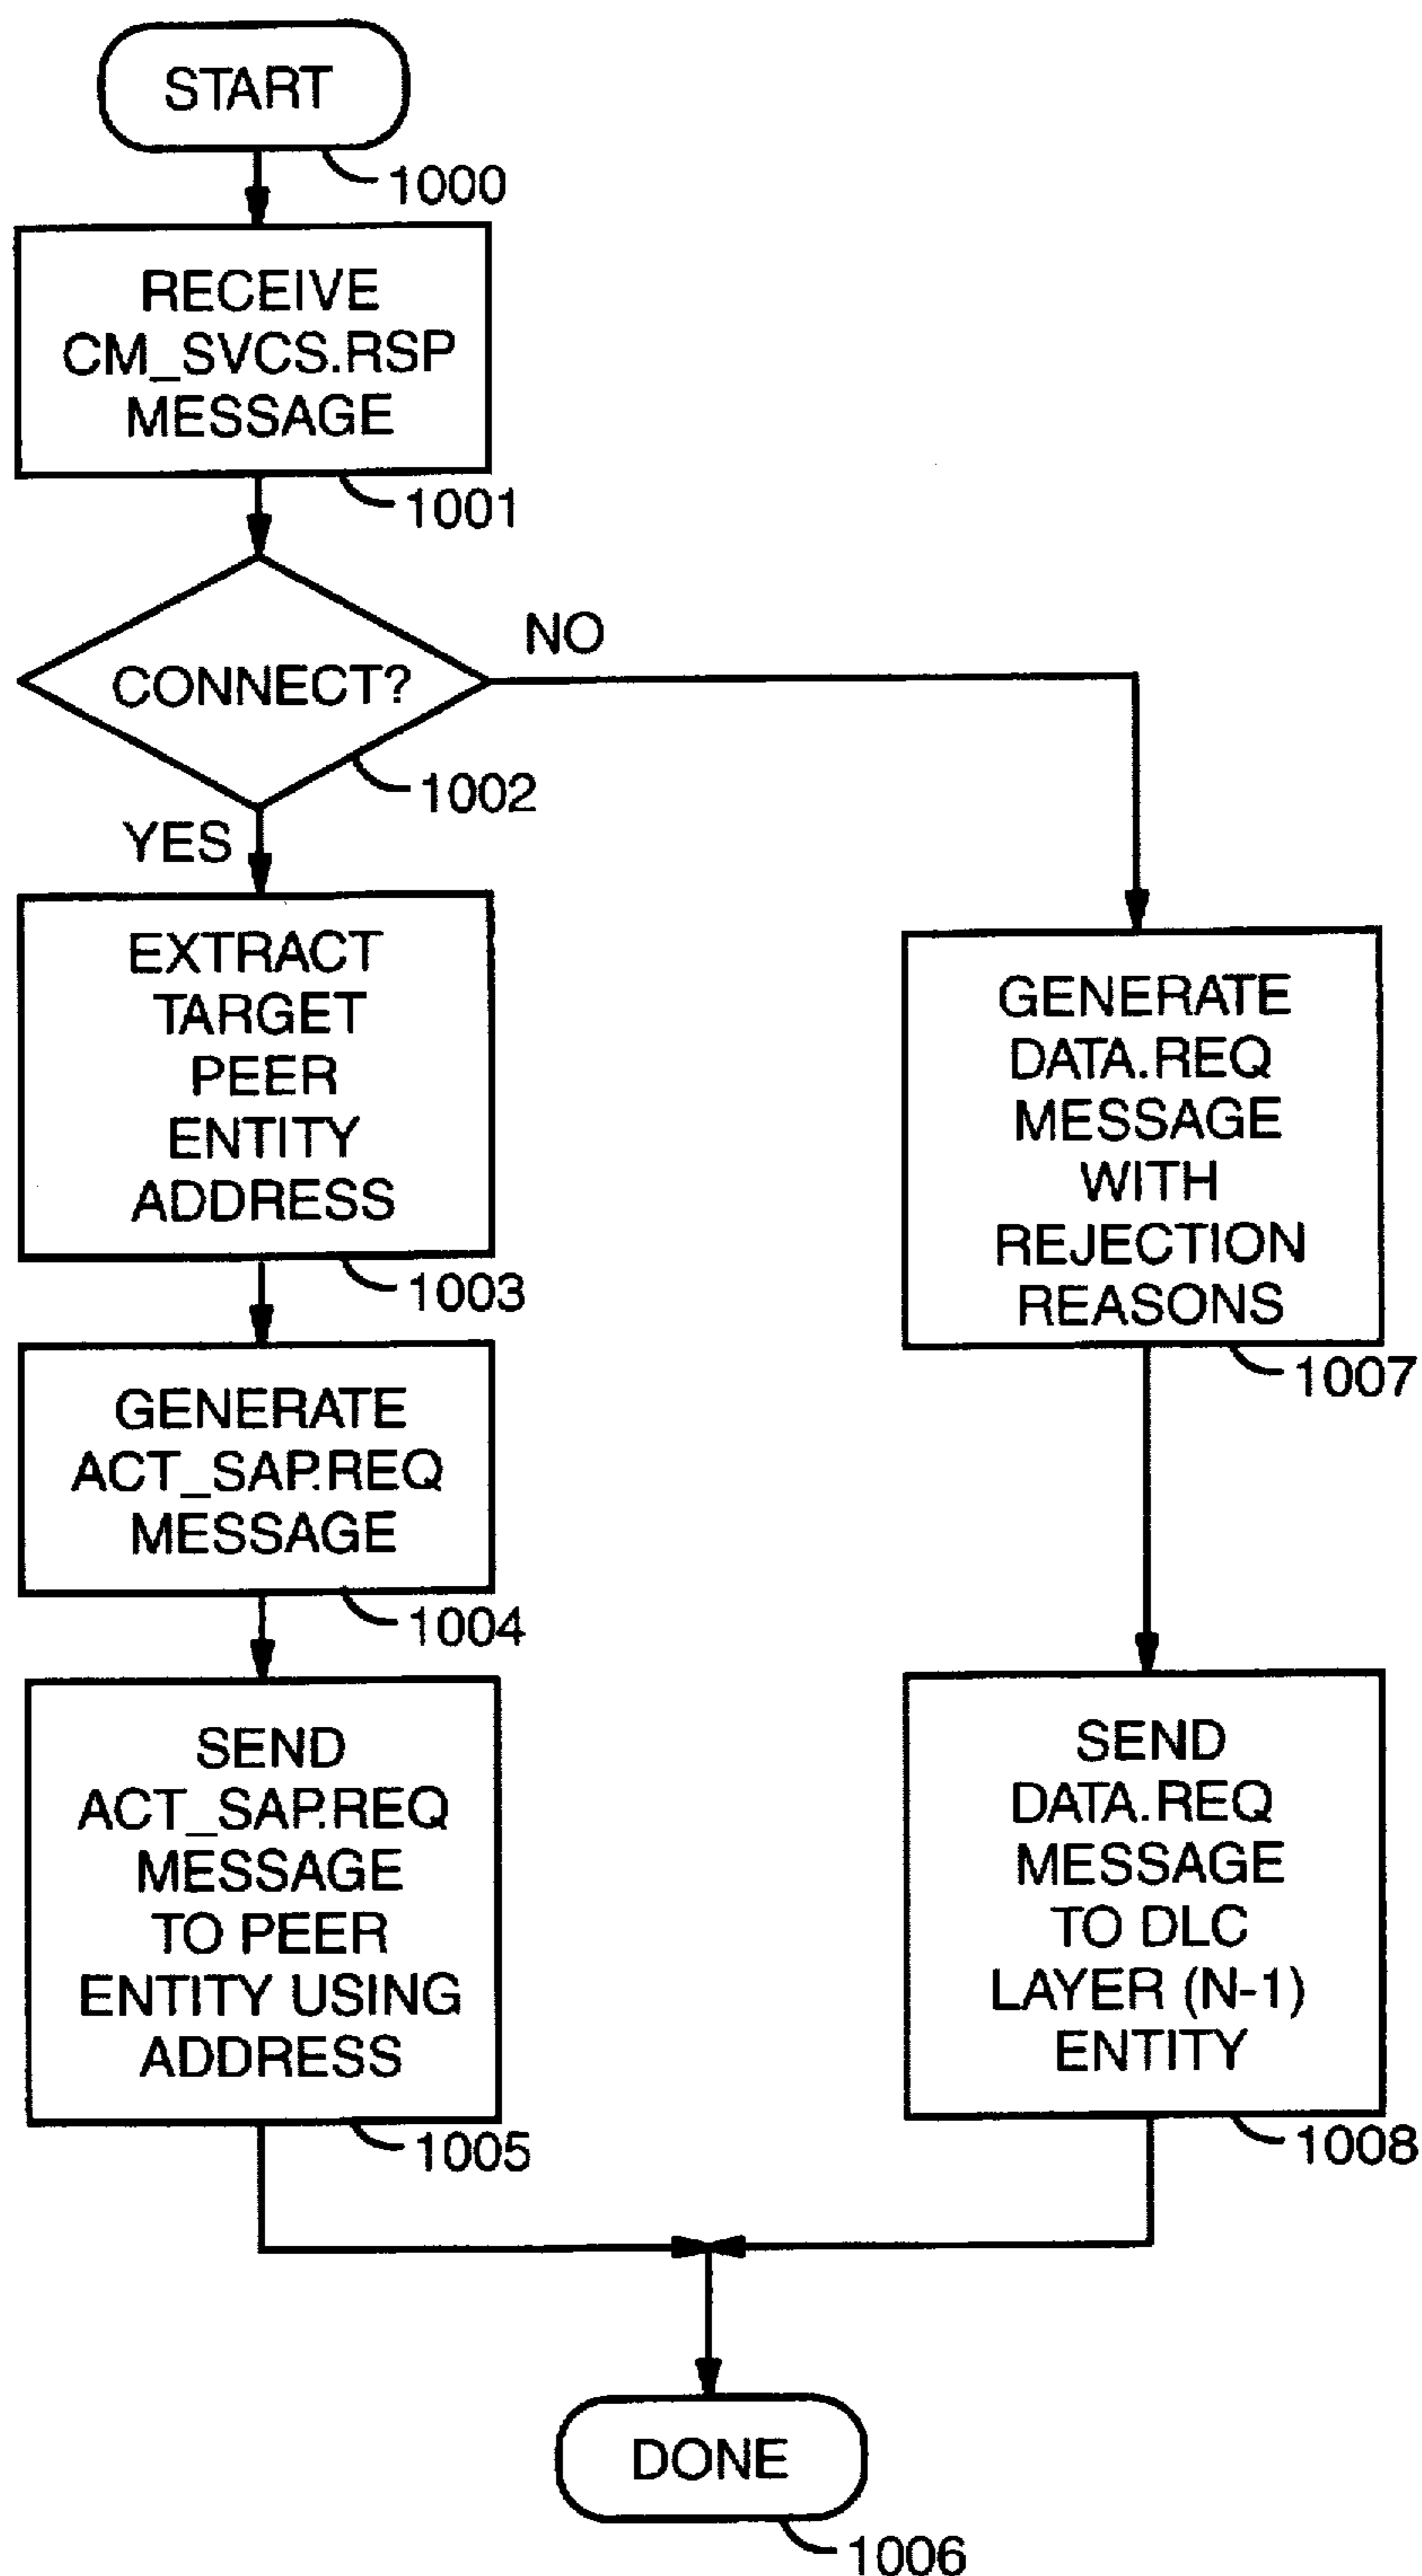 START
1000
RECEIVE
CM_SVCS.RSP
MESSAGE
1001
CONNECT?
NO
1002
YES
EXTRACT
TARGET
PEER
ENTITY
ADDRESS
1003
GENERATE
ACT_SAP.REQ
MESSAGE
1004
SEND
ACT_SAP.REQ
MESSAGE
TO PEER
ENTITY USING
ADDRESS
1005
GENERATE
DATA.REQ
MESSAGE
WITH
REJECTION
REASONS
1007
SEND
DATA.REQ
MESSAGE
TO DLC
LAYER (N-1)
ENTITY
1008
DONE
1006